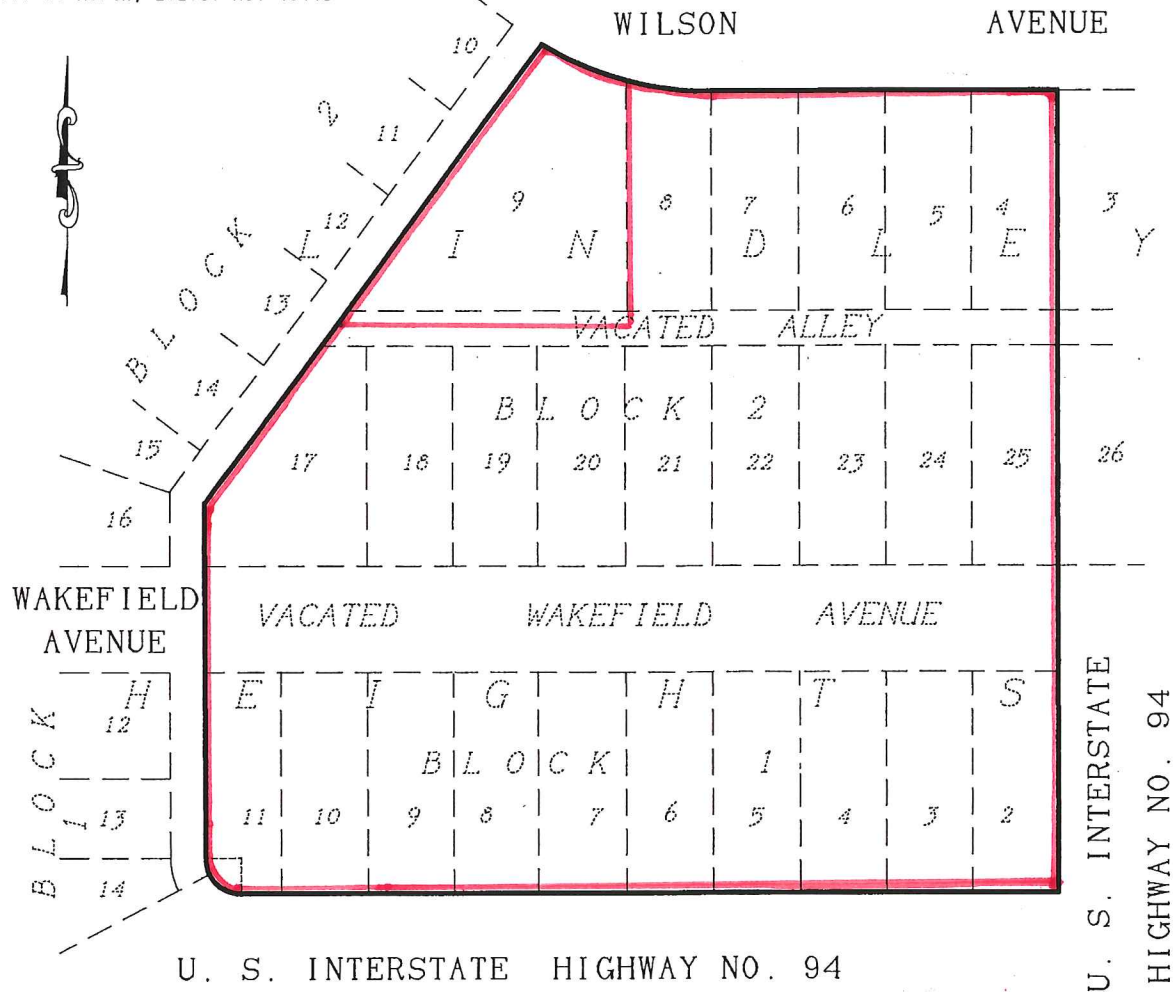 WILSON AVENUE
10
2
11
9
8
7
6
5
4
3
12
L I N D L E Y
BLOCK
13
VACATED ALLEY
14
BLOCK 2
15
17
18
19
20
21
22
23
24
25
26
16
WAKEFIELD
AVENUE
VACATED WAKEFIELD AVENUE
H E I G H T S
12
BLOCK 1
BLOCK 1
13
11
10
9
8
7
6
5
4
3
2
14
U. S. INTERSTATE HIGHWAY NO. 94
U. S. INTERSTATE
HIGHWAY NO. 94